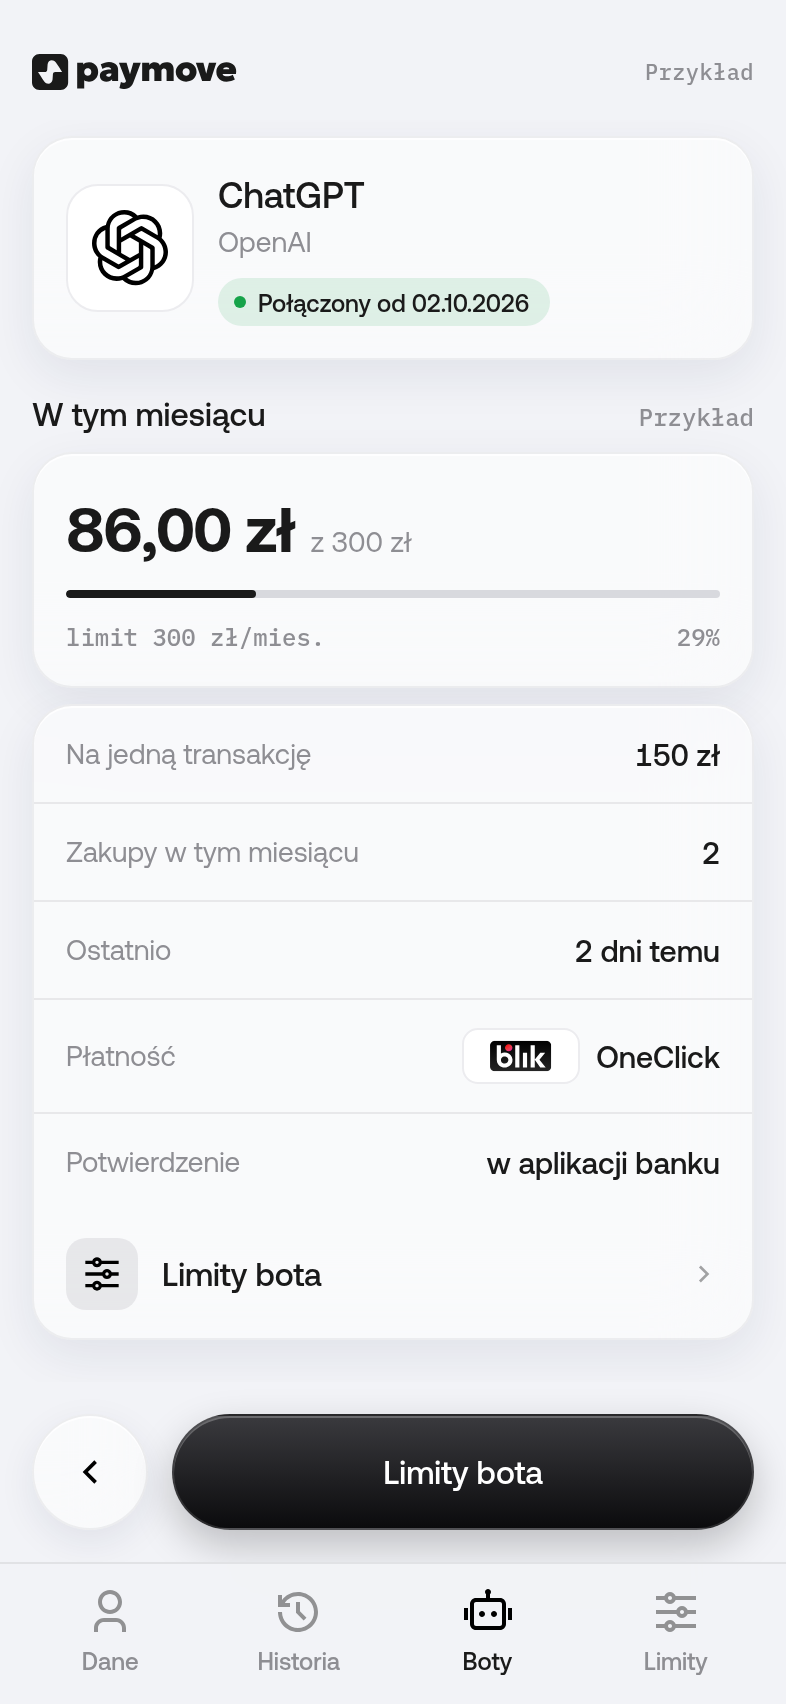 paymove
Przykład
ChatGPT
OpenAI
Połączony od 02.10.2026
W tym miesiącu
Przykład
86,00 zł z 300 zł
limit 300 zł/mies.
29%
Na jedną transakcję
150 zł
Zakupy w tym miesiącu
2
Ostatnio
2 dni temu
Płatność
blik OneClick
Potwierdzenie
w aplikacji banku
Limity bota
Limity bota
Dane
Historia
Boty
Limity